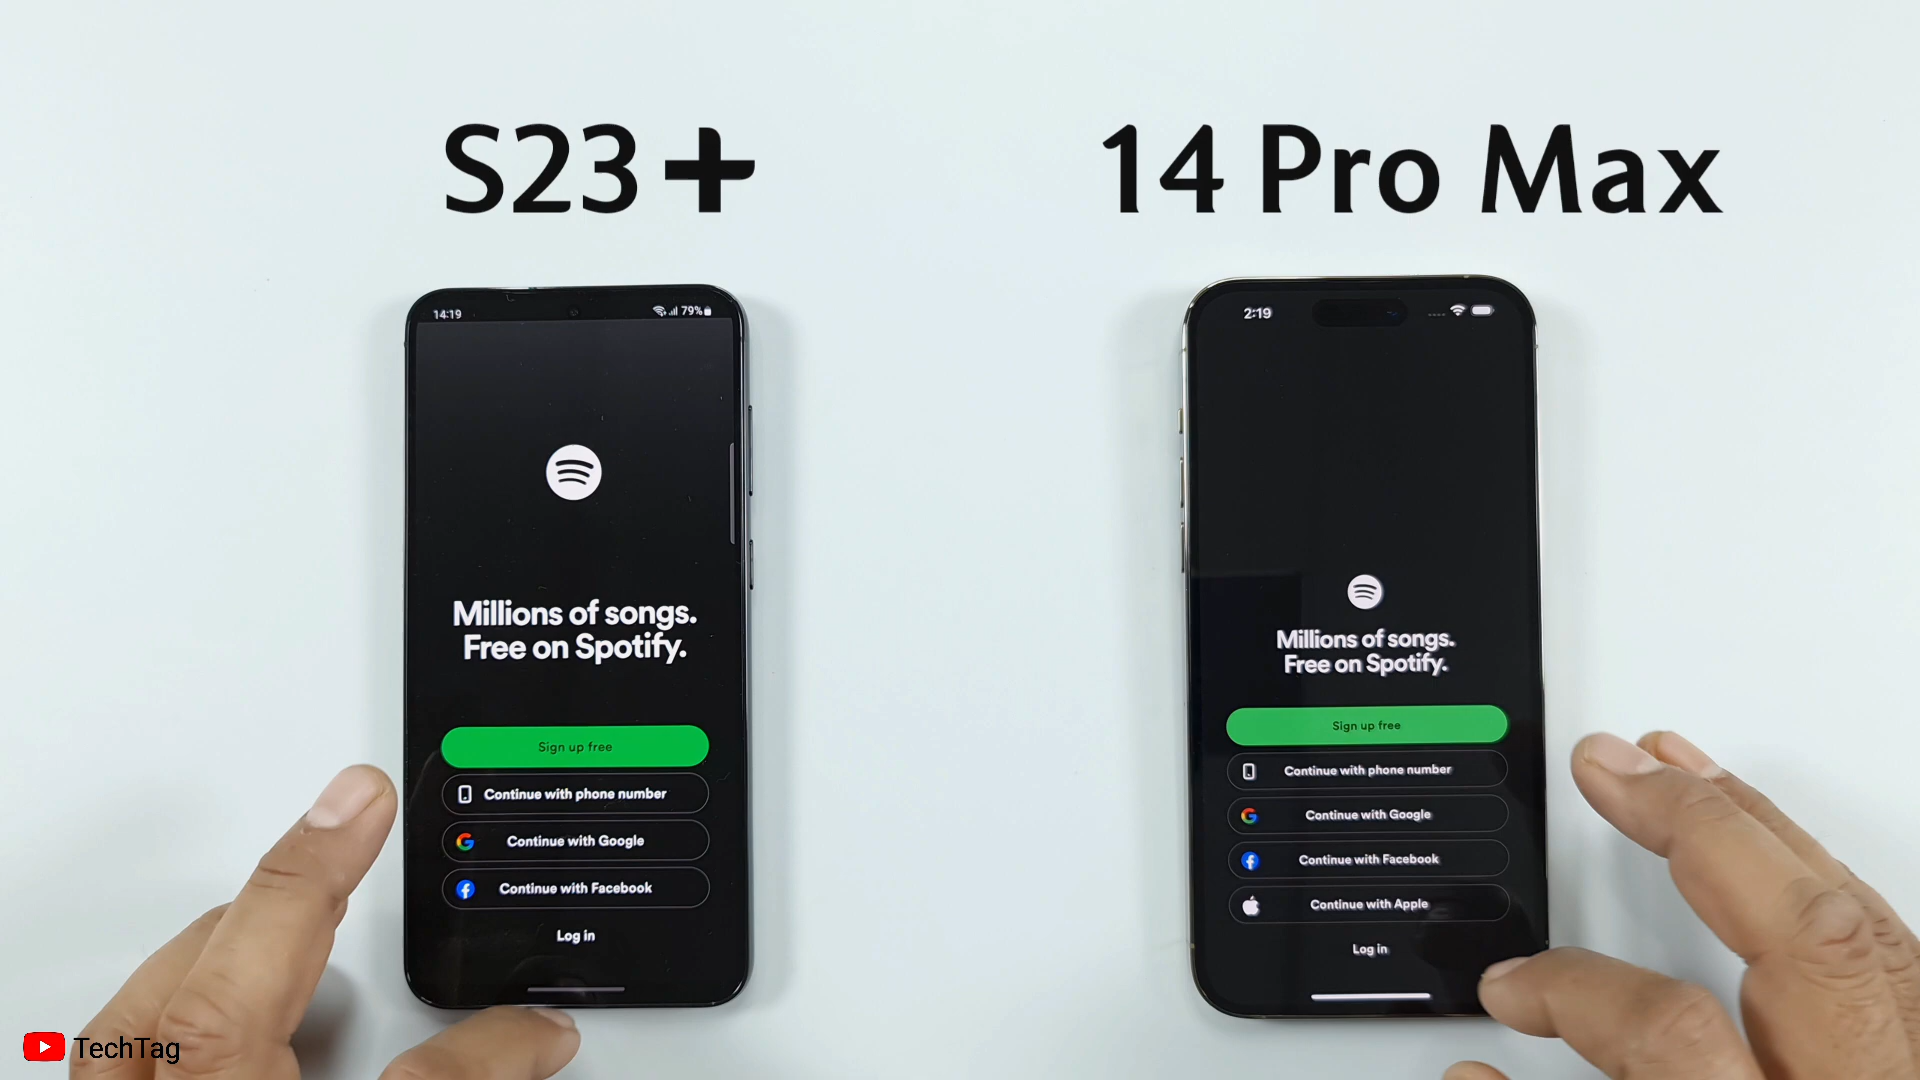 S23+
14 Pro Max
14:19
79%
Millions of songs.
Free on Spotify.
Sign up free
Continue with phone number
Continue with Google
Continue with Facebook
Log in
2:19
Millions of songs.
Free on Spotify.
Sign up free
Continue with phone number
Continue with Google
Continue with Facebook
Continue with Apple
Log in
TechTag